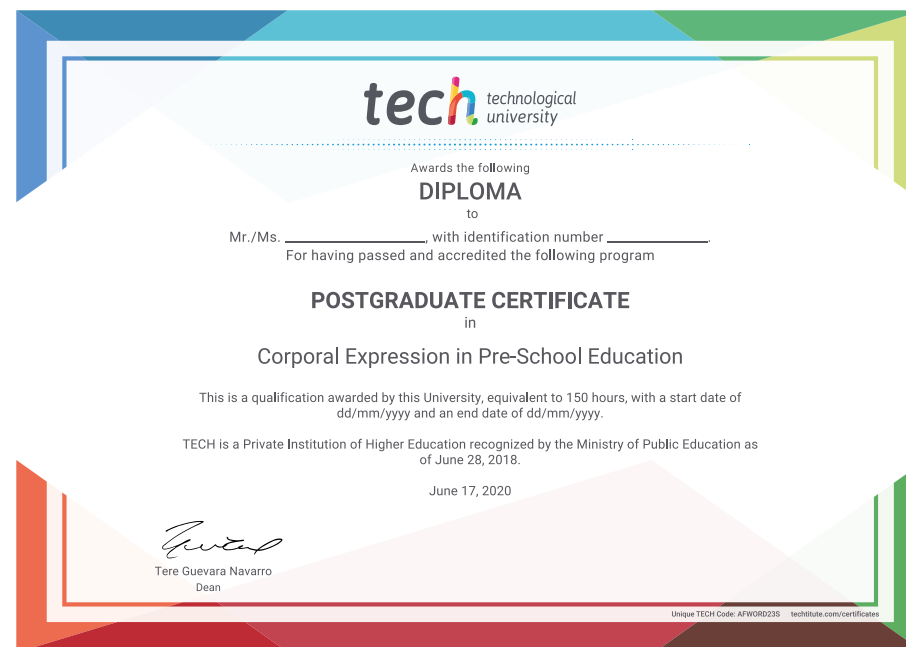 tech technological
university
Awards the following
DIPLOMA
to
Mr./Ms. ____________________, with identification number ______________.
For having passed and accredited the following program
POSTGRADUATE CERTIFICATE
in
Corporal Expression in Pre-School Education
This is a qualification awarded by this University, equivalent to 150 hours, with a start date of
dd/mm/yyyy and an end date of dd/mm/yyyy.
TECH is a Private Institution of Higher Education recognized by the Ministry of Public Education as
of June 28, 2018.
June 17, 2020
Tere Guevara Navarro
Dean
Unique TECH Code: AFWORD23S techtitute.com/certificates